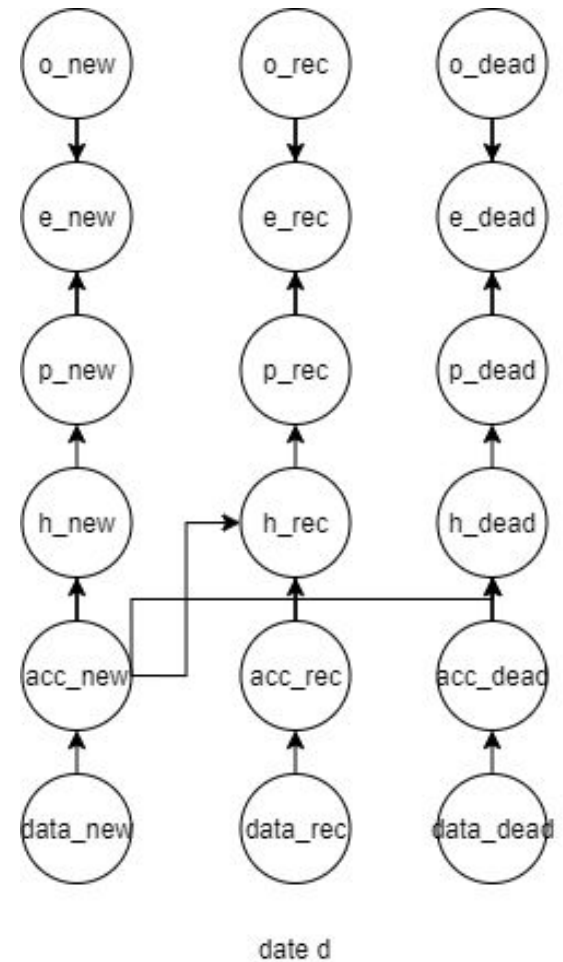 o_new o_rec o_dead
e_new e_rec e_dead
p_new p_rec p_dead
h_new h_rec h_dead
acc_new acc_rec acc_dead
data_new data_rec data_dead
date d